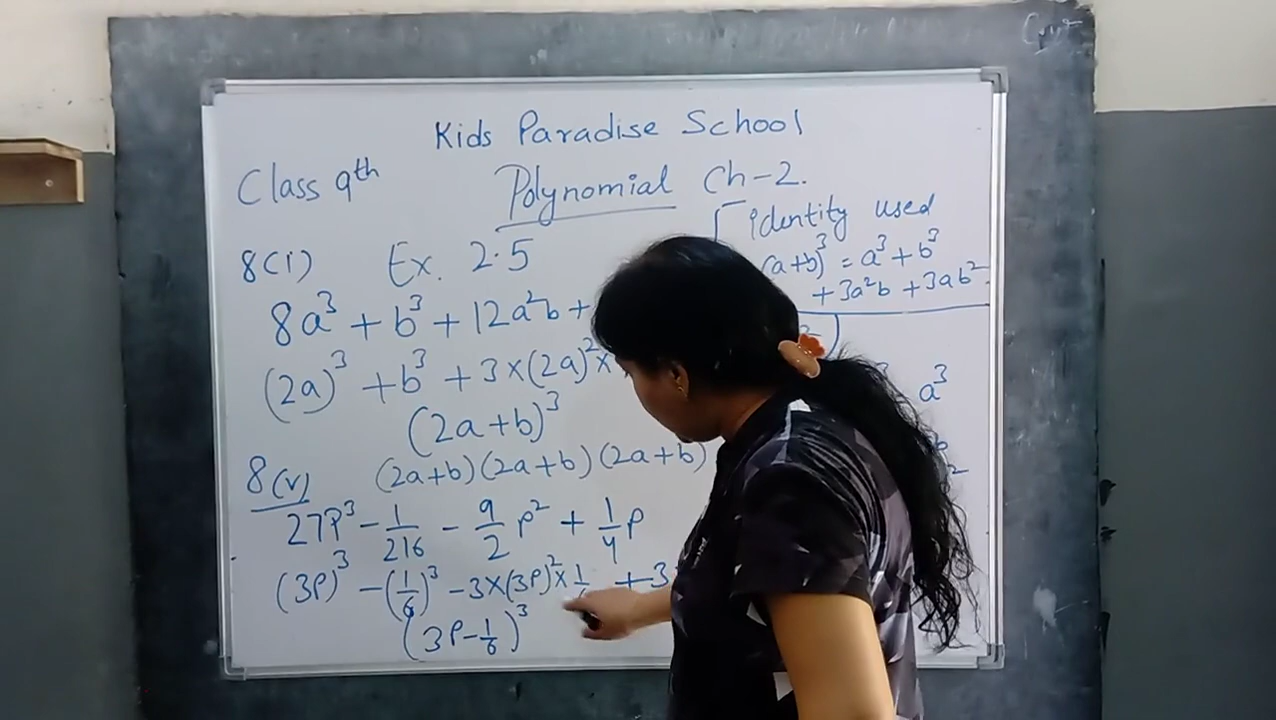 Kids Paradise School
Class 9th
Polynomial Ch-2.
8(i) Ex. 2.5
identity used
(a+b)³ = a³ + b³
+ 3a²b + 3ab²
8a³ + b³ + 12a²b +
(2a)³ + b³ + 3×(2a)²×
a³
(2a+b)³
8(v) (2a+b)(2a+b)(2a+b)
27P³ - 1/216 - 9/2 P² + 1/4 P
(3P)³ - (1/6)³ - 3×(3P)²× 1/ + 3
(3P - 1/6)³